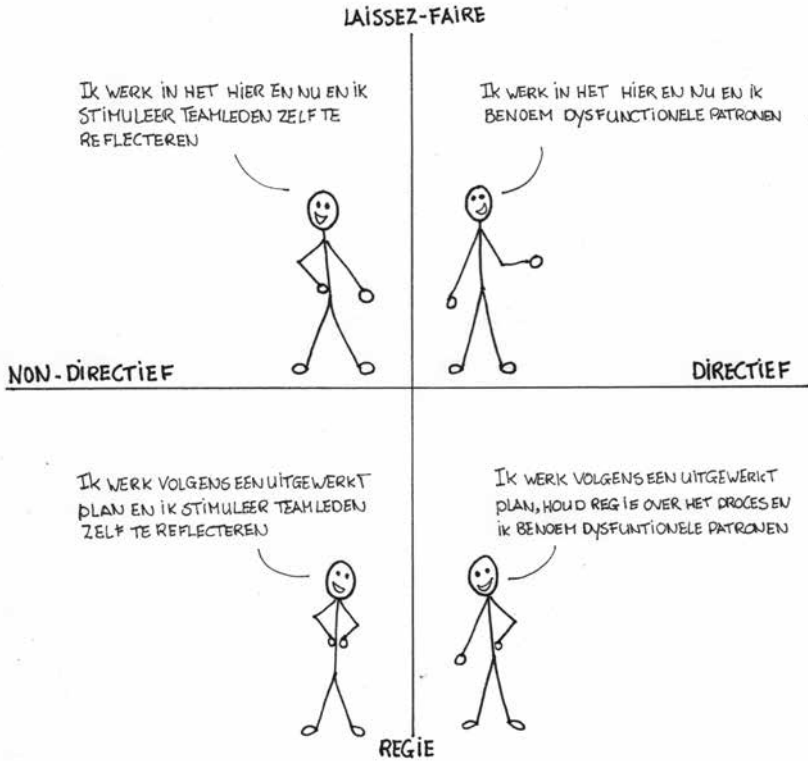 LAISSEZ-FAIRE
IK WERK IN HET HIER EN NU EN IK
STIMULEER TEAMLEDEN ZELF TE
REFLECTEREN
IK WERK IN HET HIER EN NU EN IK
BENOEM DYSFUNCTIONELE PATRONEN
NON-DIRECTIEF
DIRECTIEF
IK WERK VOLGENS EEN UITGEWERKT
PLAN EN IK STIMULEER TEAMLEDEN
ZELF TE REFLECTEREN
IK WERK VOLGENS EEN UITGEWERKT
PLAN, HOUD REGIE OVER HET PROCES EN
IK BENOEM DYSFUNTIONELE PATRONEN
REGIE